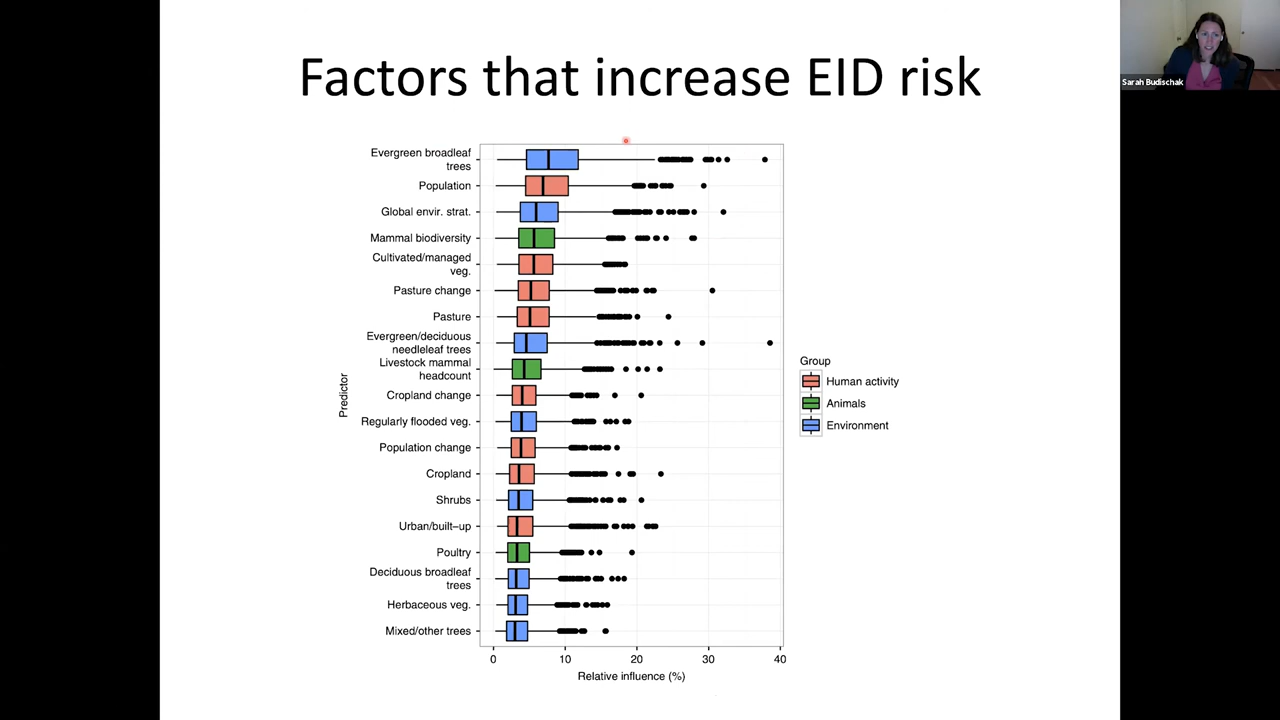 Factors that increase EID risk
Sarah Budischak
Evergreen broadleaf
trees
Population
Global envir. strat.
Mammal biodiversity
Cultivated/managed
veg.
Pasture change
Pasture
Evergreen/deciduous
needleleaf trees
Livestock mammal
headcount
Cropland change
Regularly flooded veg.
Population change
Cropland
Shrubs
Urban/built–up
Poultry
Deciduous broadleaf
trees
Herbaceous veg.
Mixed/other trees
Predictor
0 10 20 30 40
Relative influence (%)
Group
Human activity
Animals
Environment